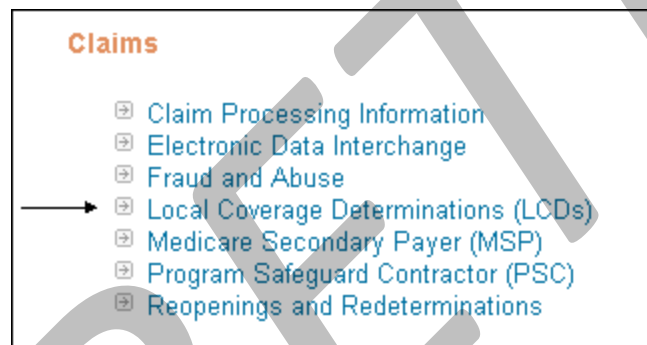 Claims
Claim Processing Information
Electronic Data Interchange
Fraud and Abuse
Local Coverage Determinations (LCDs)
Medicare Secondary Payer (MSP)
Program Safeguard Contractor (PSC)
Reopenings and Redeterminations